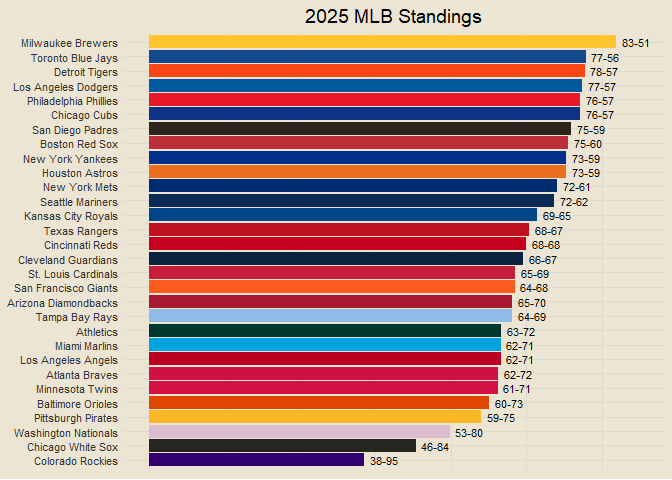 2025 MLB Standings
Milwaukee Brewers 83-51
Toronto Blue Jays 77-56
Detroit Tigers 78-57
Los Angeles Dodgers 77-57
Philadelphia Phillies 76-57
Chicago Cubs 76-57
San Diego Padres 75-59
Boston Red Sox 75-60
New York Yankees 73-59
Houston Astros 73-59
New York Mets 72-61
Seattle Mariners 72-62
Kansas City Royals 69-65
Texas Rangers 68-67
Cincinnati Reds 68-68
Cleveland Guardians 66-67
St. Louis Cardinals 65-69
San Francisco Giants 64-68
Arizona Diamondbacks 65-70
Tampa Bay Rays 64-69
Athletics 63-72
Miami Marlins 62-71
Los Angeles Angels 62-71
Atlanta Braves 62-72
Minnesota Twins 61-71
Baltimore Orioles 60-73
Pittsburgh Pirates 59-75
Washington Nationals 53-80
Chicago White Sox 46-84
Colorado Rockies 38-95